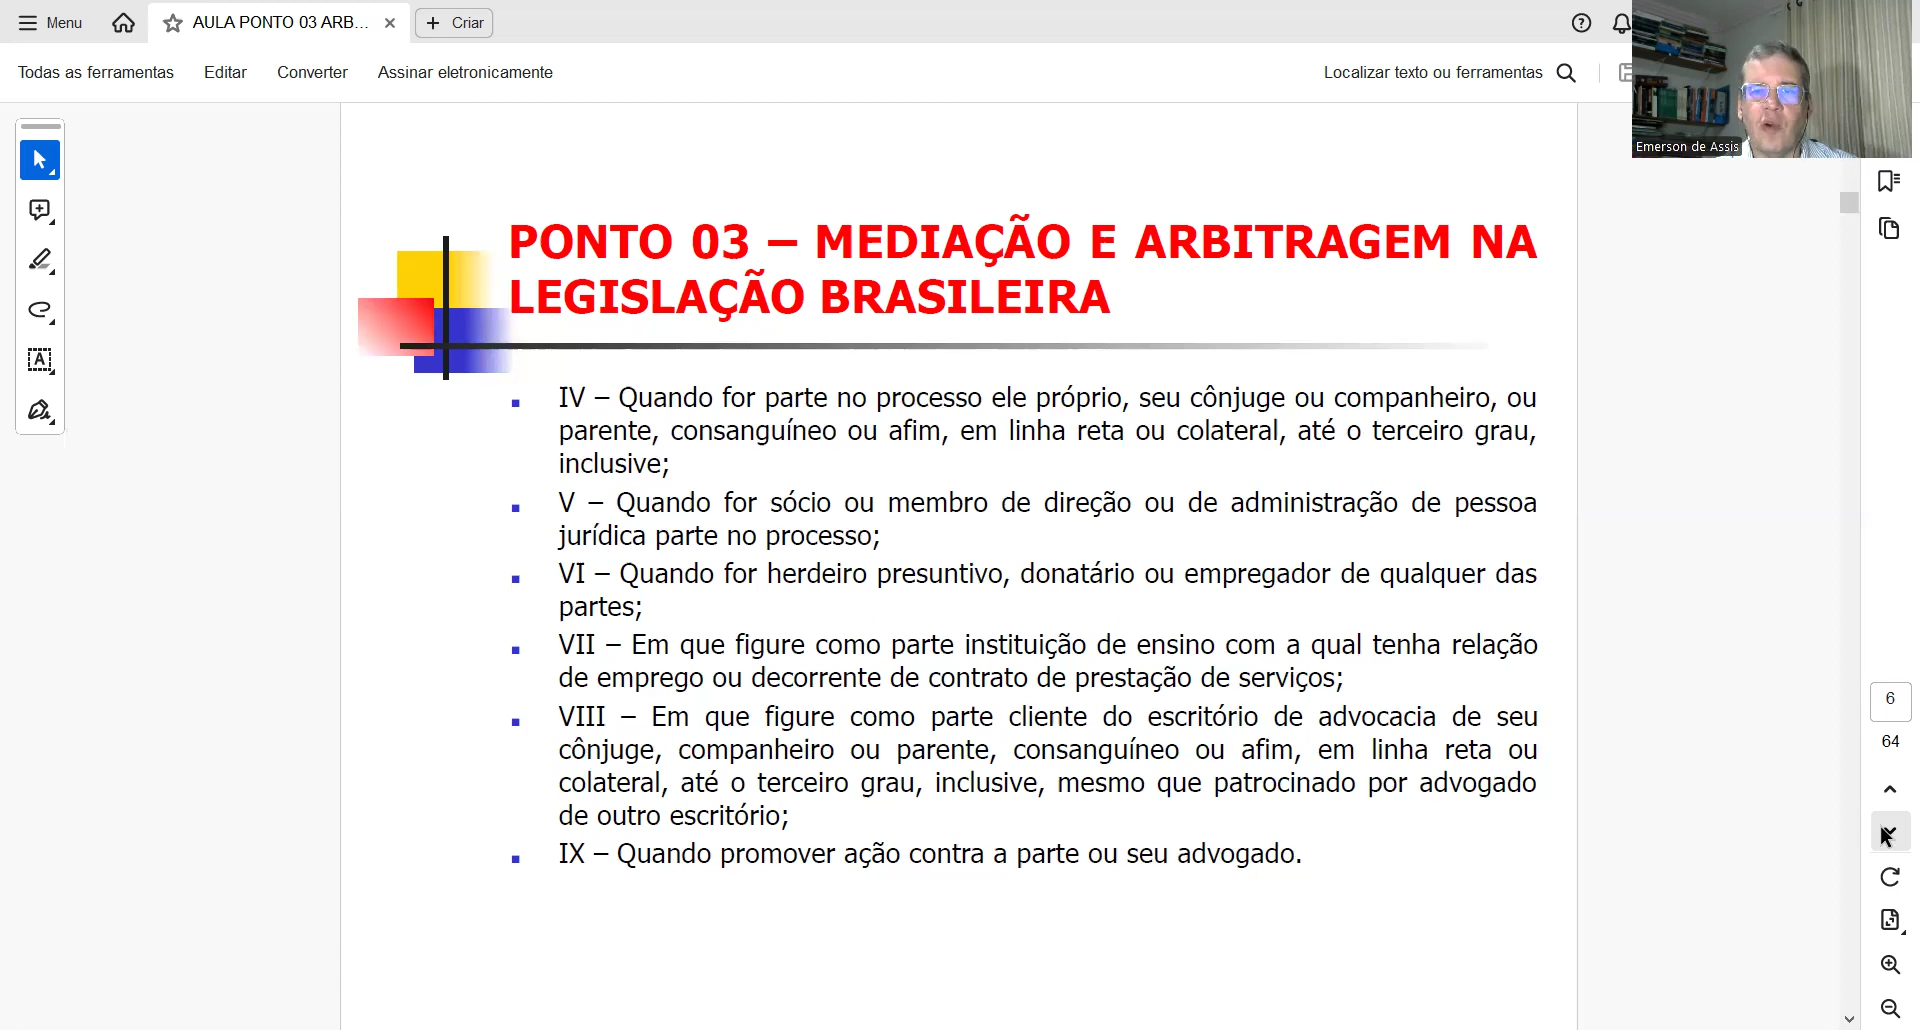 Menu
AULA PONTO 03 ARB...
Criar
Todas as ferramentas
Editar
Converter
Assinar eletronicamente
Localizar texto ou ferramentas
Emerson de Assis
PONTO 03 – MEDIAÇÃO E ARBITRAGEM NA
LEGISLAÇÃO BRASILEIRA
IV – Quando for parte no processo ele próprio, seu cônjuge ou companheiro, ou
parente, consanguíneo ou afim, em linha reta ou colateral, até o terceiro grau,
inclusive;
V – Quando for sócio ou membro de direção ou de administração de pessoa
jurídica parte no processo;
VI – Quando for herdeiro presuntivo, donatário ou empregador de qualquer das
partes;
VII – Em que figure como parte instituição de ensino com a qual tenha relação
de emprego ou decorrente de contrato de prestação de serviços;
VIII – Em que figure como parte cliente do escritório de advocacia de seu
cônjuge, companheiro ou parente, consanguíneo ou afim, em linha reta ou
colateral, até o terceiro grau, inclusive, mesmo que patrocinado por advogado
de outro escritório;
IX – Quando promover ação contra a parte ou seu advogado.
6
64